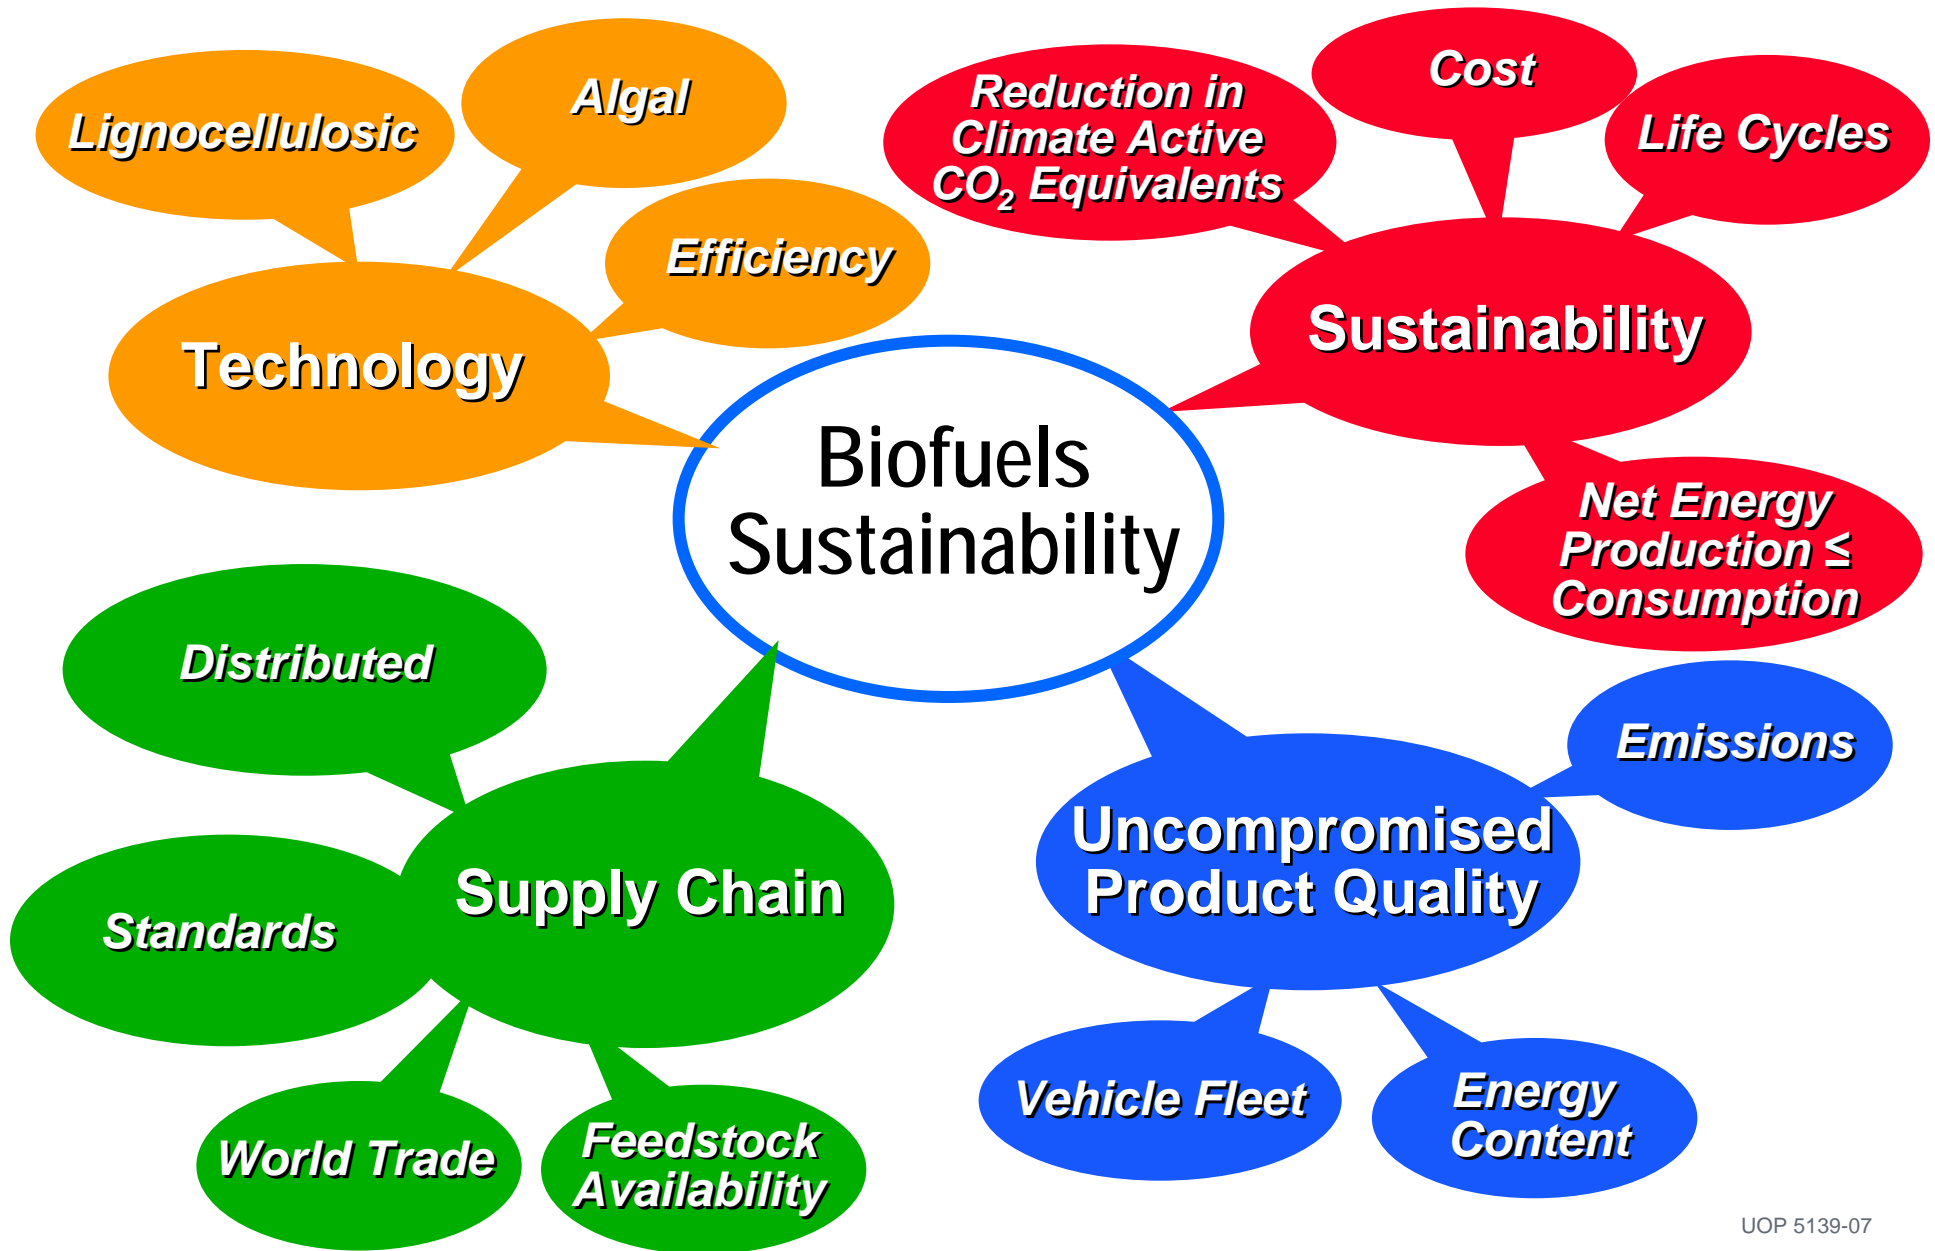 Lignocellulosic
Algal
Efficiency
Technology
Reduction in
Climate Active
CO₂ Equivalents
Cost
Life Cycles
Sustainability
Net Energy
Production ≤
Consumption
Biofuels
Sustainability
Distributed
Standards
Supply Chain
World Trade
Feedstock
Availability
Emissions
Uncompromised
Product Quality
Vehicle Fleet
Energy
Content
UOP 5139-07